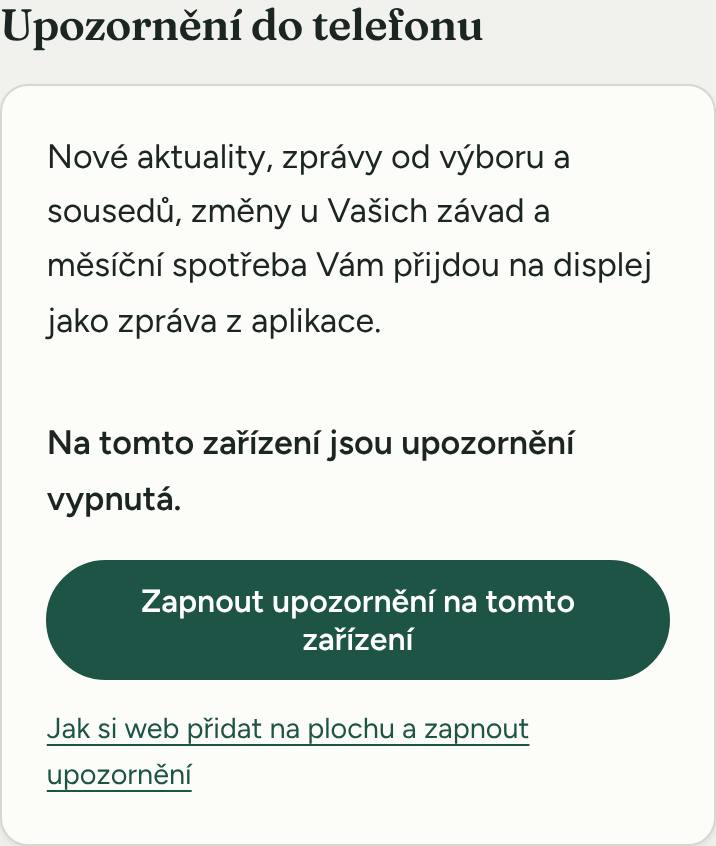 Upozornění do telefonu
Nové aktuality, zprávy od výboru a
sousedů, změny u Vašich závad a
měsíční spotřeba Vám přijdou na displej
jako zpráva z aplikace.
Na tomto zařízení jsou upozornění
vypnutá.
Zapnout upozornění na tomto
zařízení
Jak si web přidat na plochu a zapnout
upozornění